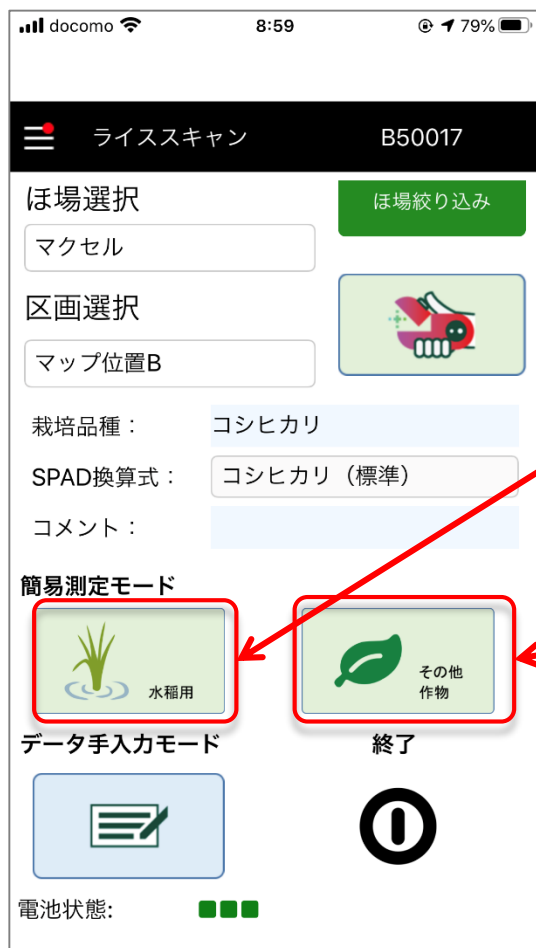 docomo 8:59 79%
ライススキャン B50017
ほ場選択 ほ場絞り込み
マクセル
区画選択
マップ位置B
栽培品種： コシヒカリ
SPAD換算式： コシヒカリ（標準）
コメント：
簡易測定モード
水稲用
その他
作物
データ手入力モード 終了
電池状態: